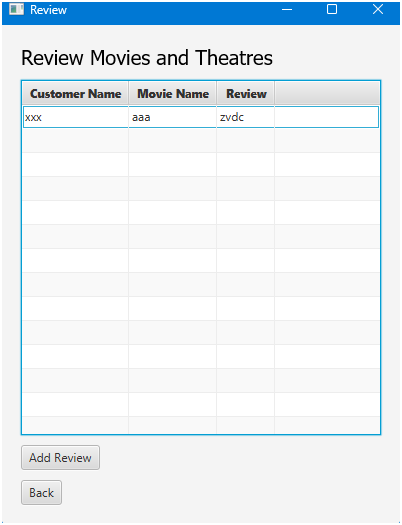 Review
Review Movies and Theatres
Customer Name Movie Name Review
xxx aaa zvdc
Add Review
Back